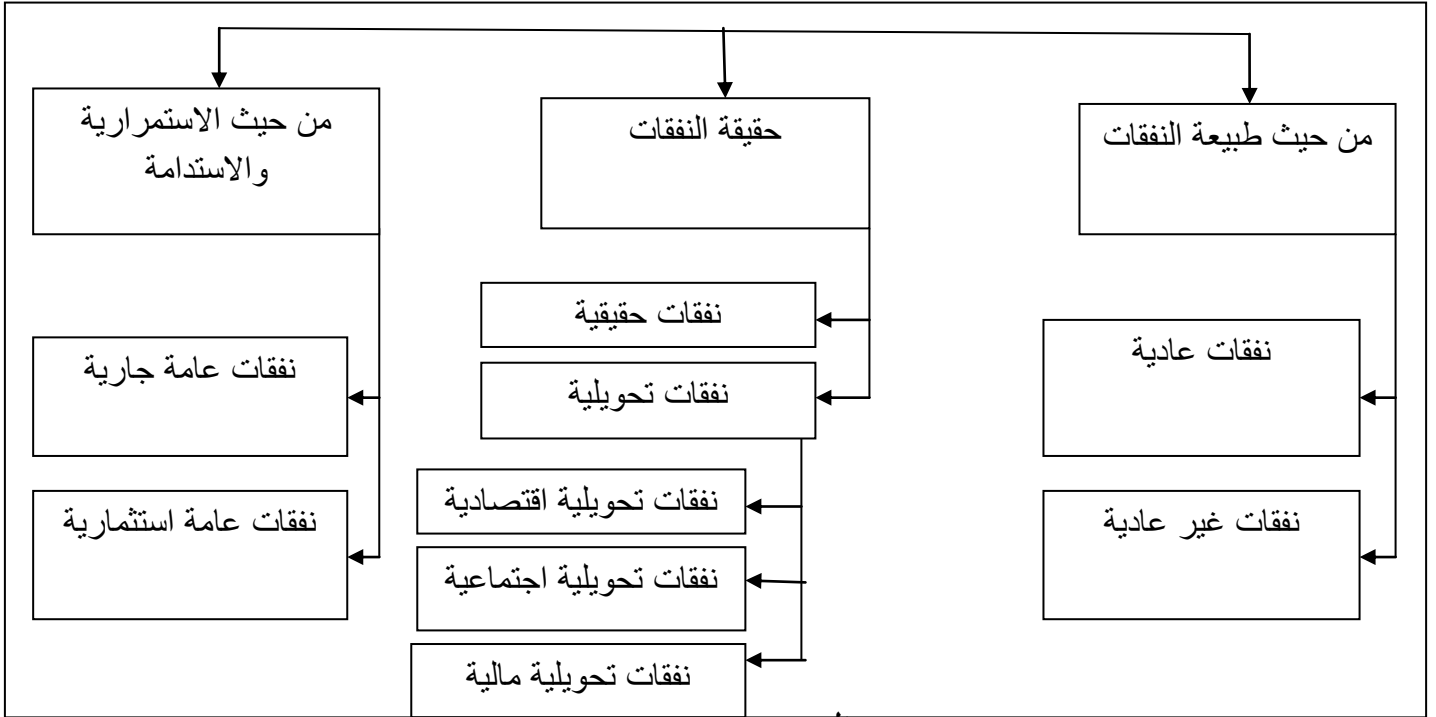 من حيث طبيعة النفقات
نفقات عادية
نفقات غير عادية
حقيقة النفقات
نفقات حقيقية
نفقات تحويلية
نفقات تحويلية اقتصادية
نفقات تحويلية اجتماعية
نفقات تحويلية مالية
من حيث الاستمرارية
والاستدامة
نفقات عامة جارية
نفقات عامة استثمارية